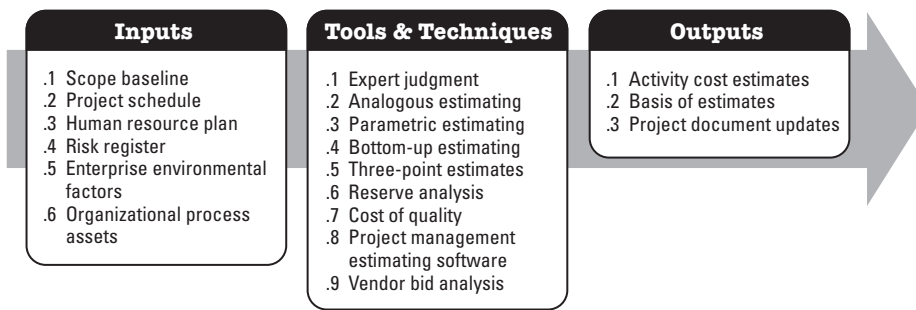 Inputs
.1 Scope baseline
.2 Project schedule
.3 Human resource plan
.4 Risk register
.5 Enterprise environmental
factors
.6 Organizational process
assets
Tools & Techniques
.1 Expert judgment
.2 Analogous estimating
.3 Parametric estimating
.4 Bottom-up estimating
.5 Three-point estimates
.6 Reserve analysis
.7 Cost of quality
.8 Project management
estimating software
.9 Vendor bid analysis
Outputs
.1 Activity cost estimates
.2 Basis of estimates
.3 Project document updates